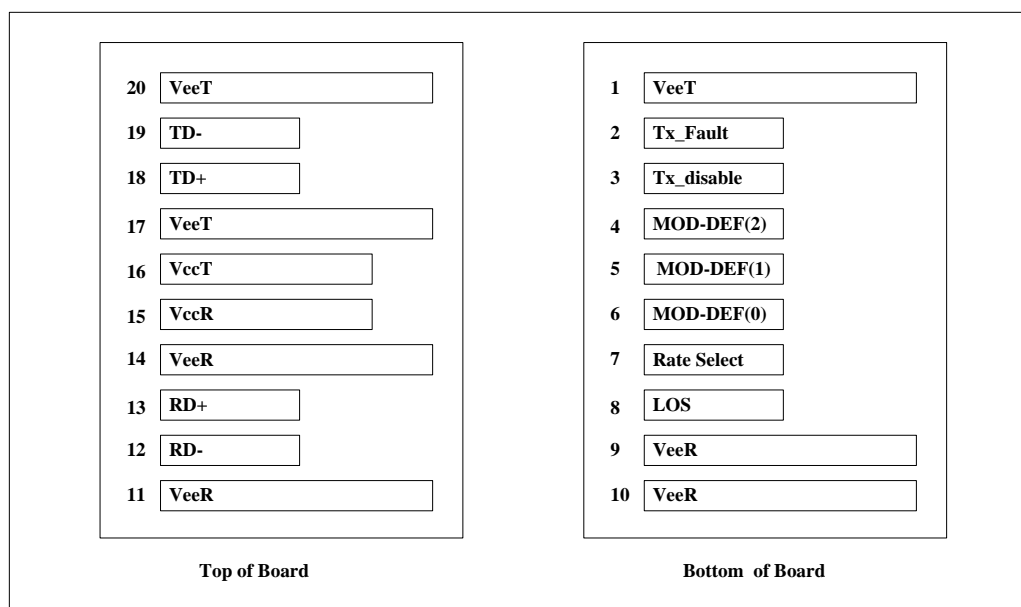 20 VeeT
19 TD-
18 TD+
17 VeeT
16 VccT
15 VccR
14 VeeR
13 RD+
12 RD-
11 VeeR
Top of Board
1 VeeT
2 Tx_Fault
3 Tx_disable
4 MOD-DEF(2)
5 MOD-DEF(1)
6 MOD-DEF(0)
7 Rate Select
8 LOS
9 VeeR
10 VeeR
Bottom of Board